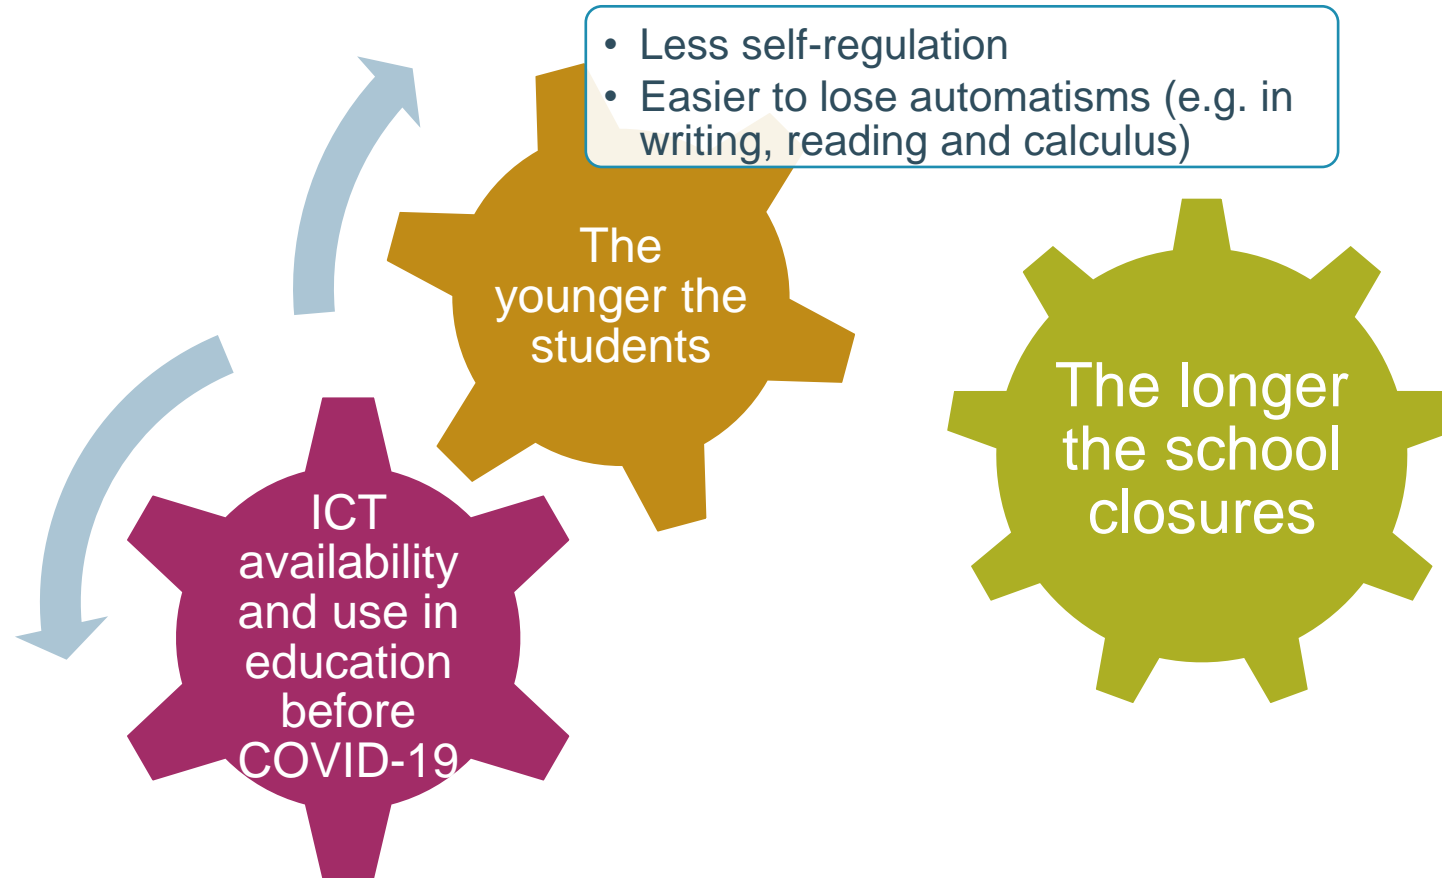 • Less self-regulation
• Easier to lose automatisms (e.g. in
writing, reading and calculus)
The
younger the
students
The longer
the school
closures
ICT
availability
and use in
education
before
COVID-19